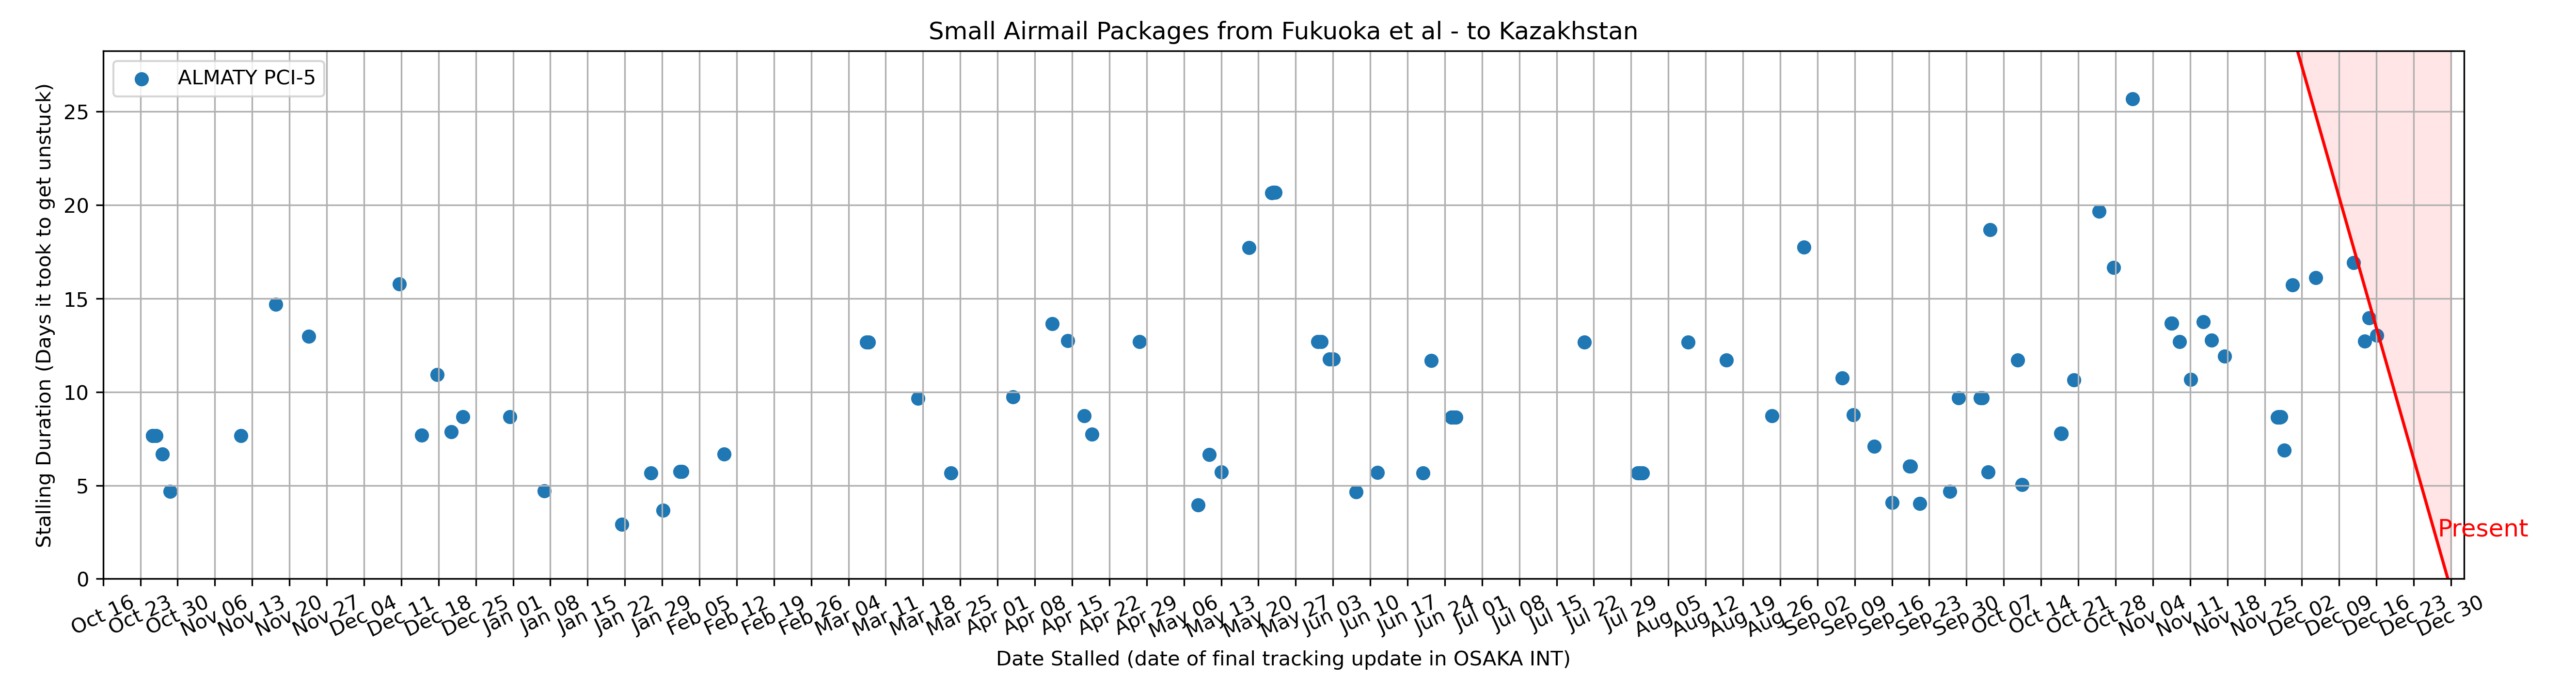 Small Airmail Packages from Fukuoka et al - to Kazakhstan
ALMATY PCI-5
Stalling Duration (Days it took to get unstuck)
25
20
15
10
5
0
Present
Oct 16
Oct 23
Oct 30
Nov 06
Nov 13
Nov 20
Nov 27
Dec 04
Dec 11
Dec 18
Dec 25
Jan 01
Jan 08
Jan 15
Jan 22
Jan 29
Feb 05
Feb 12
Feb 19
Feb 26
Mar 04
Mar 11
Mar 18
Mar 25
Apr 01
Apr 08
Apr 15
Apr 22
Apr 29
May 06
May 13
May 20
May 27
Jun 03
Jun 10
Jun 17
Jun 24
Jul 01
Jul 08
Jul 15
Jul 22
Jul 29
Aug 05
Aug 12
Aug 19
Aug 26
Sep 02
Sep 09
Sep 16
Sep 23
Sep 30
Oct 07
Oct 14
Oct 21
Oct 28
Nov 04
Nov 11
Nov 18
Nov 25
Dec 02
Dec 09
Dec 16
Dec 23
Dec 30
Date Stalled (date of final tracking update in OSAKA INT)